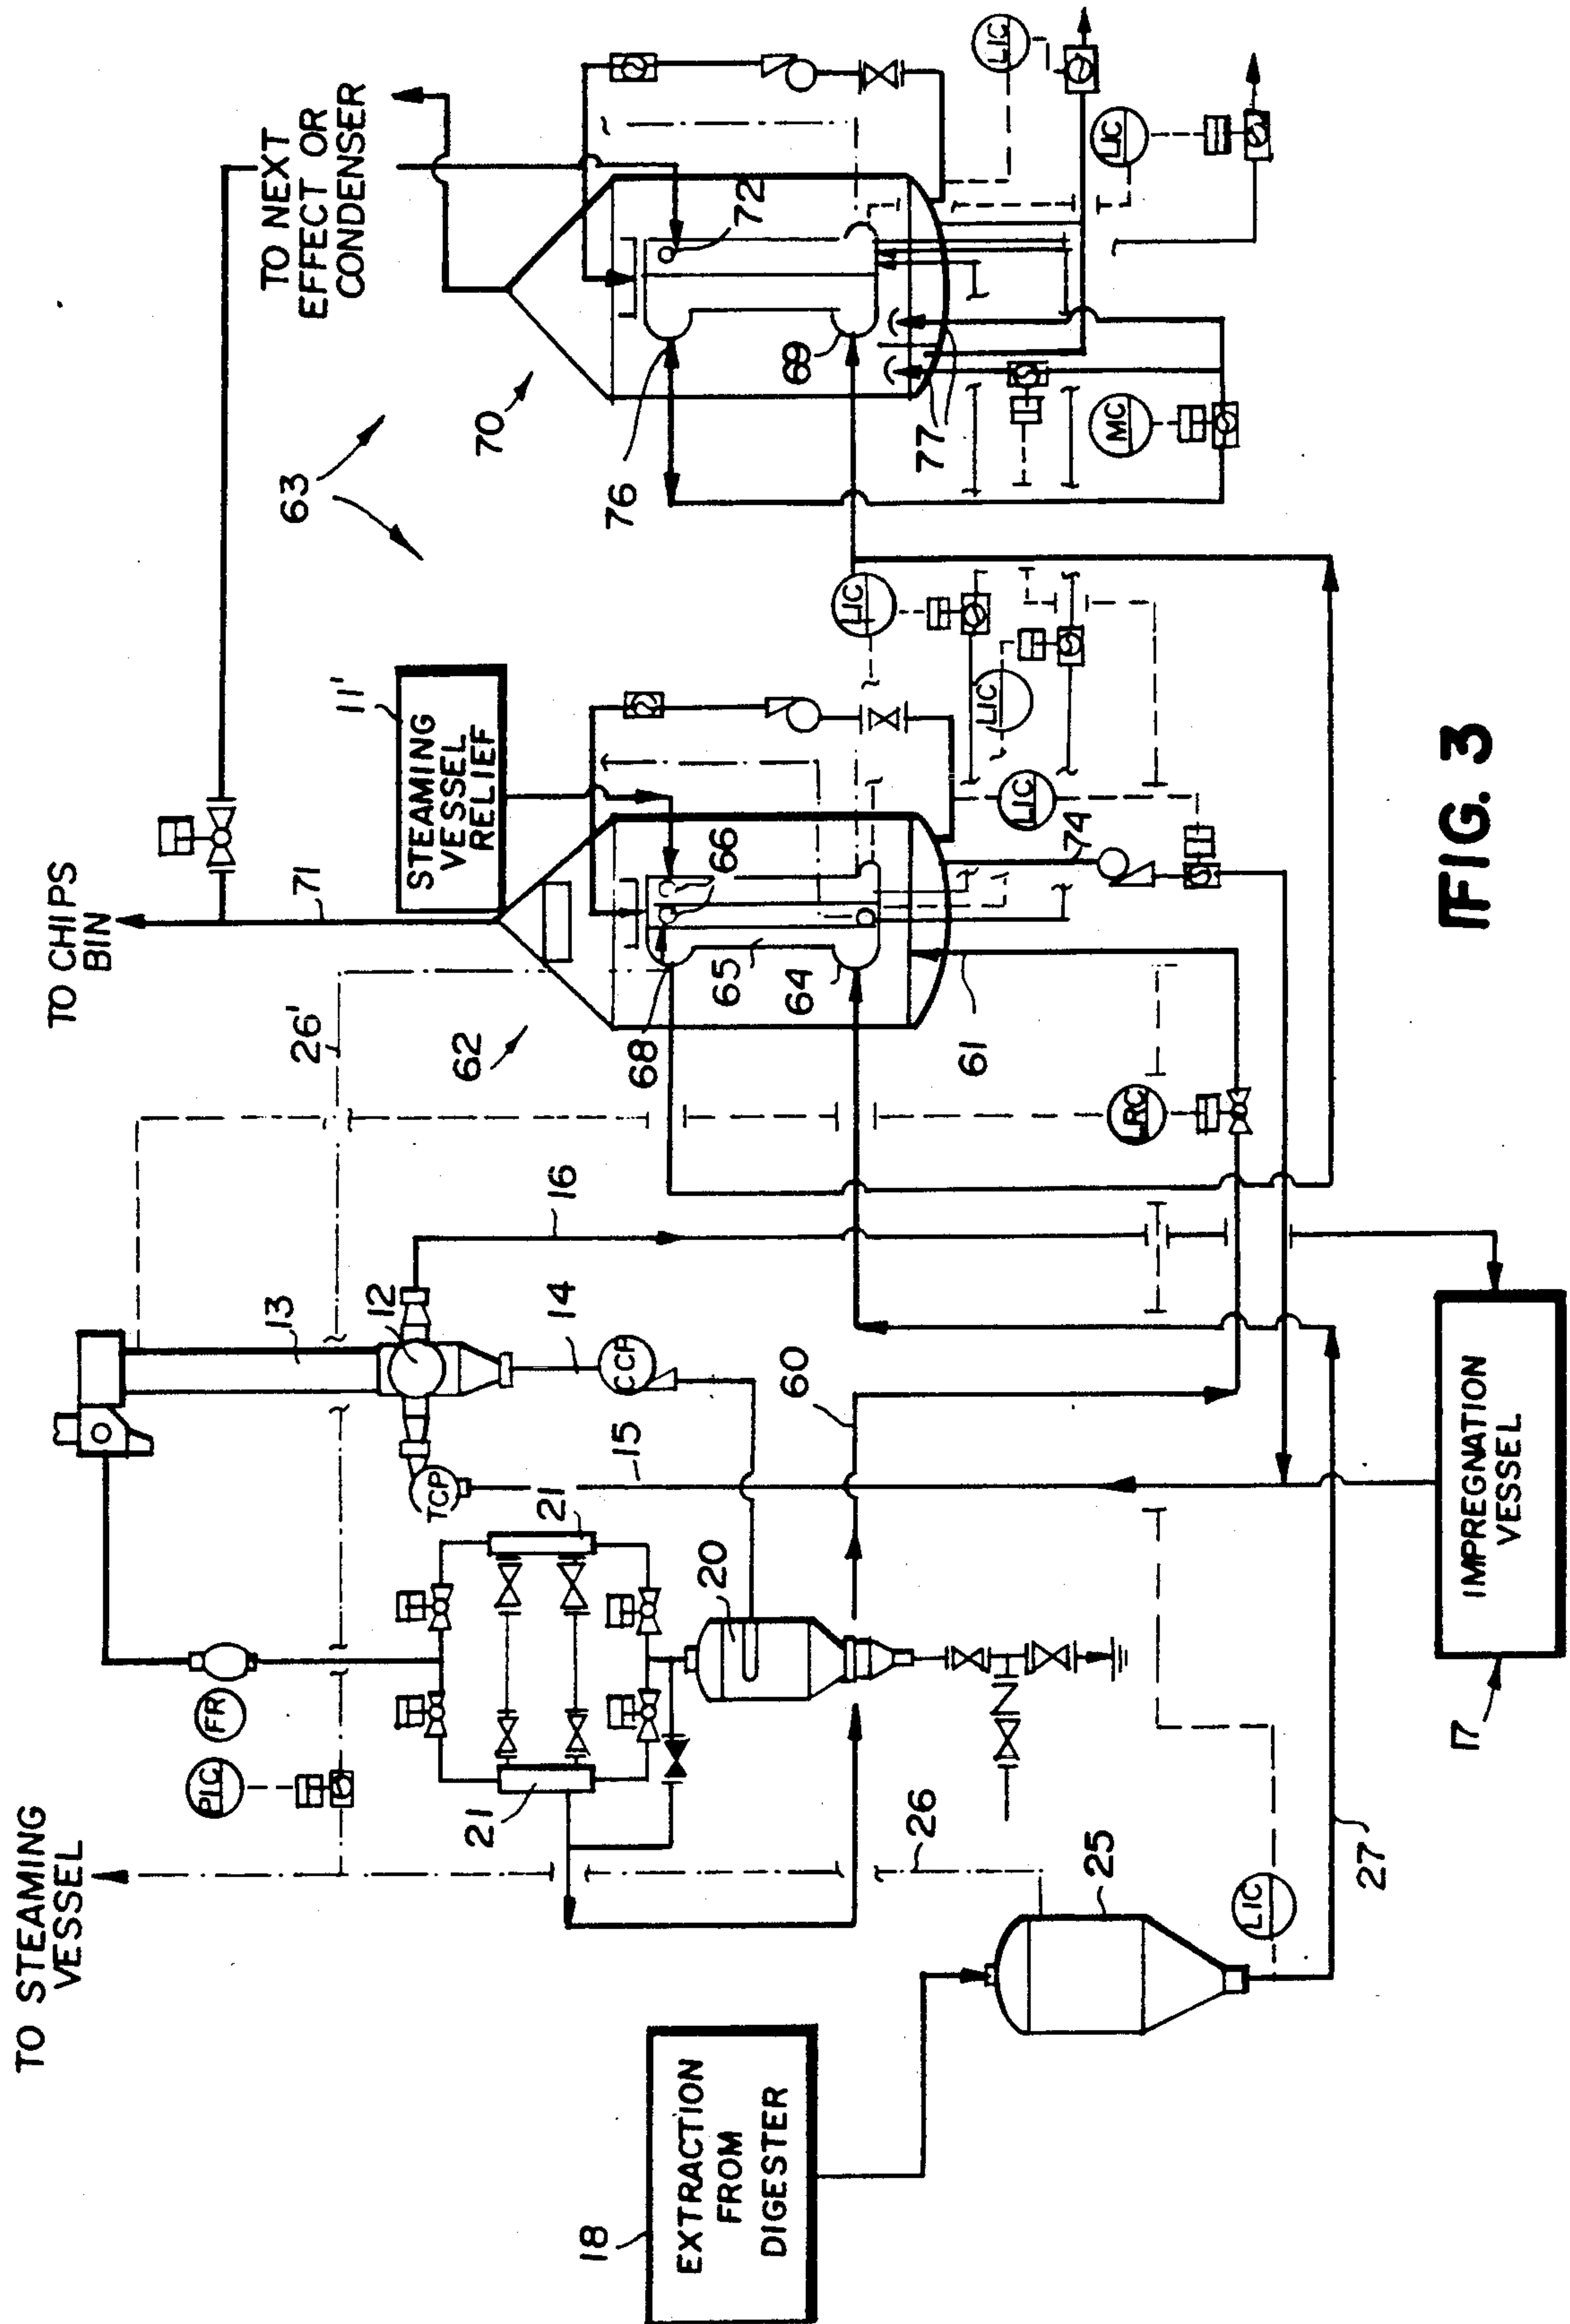 TO STEAMING
VESSEL
TO CHIPS
BIN
TO NEXT
EFFECT OR
CONDENSER
11'
STEAMING
VESSEL
RELIEF
63
71
26'
62
70
PIC
FR
13
12
TCP
16
14
CCP
15
21
21
20
60
26
25
LIC
27
18
EXTRACTION
FROM
DIGESTER
17
IMPREGNATION
VESSEL
68
66
65
64
61
74
LRC
LIC
LIC
LIC
76
72
69
77
MC
LIC
LIC
FIG. 3